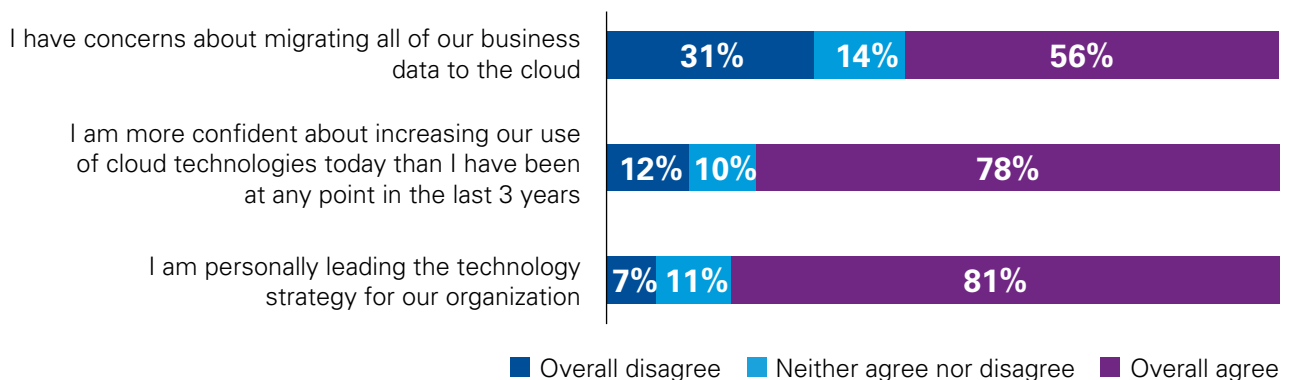 I have concerns about migrating all of our business
data to the cloud
31% 14% 56%
I am more confident about increasing our use
of cloud technologies today than I have been
at any point in the last 3 years
12% 10% 78%
I am personally leading the technology
strategy for our organization
7% 11% 81%
Overall disagree Neither agree nor disagree Overall agree